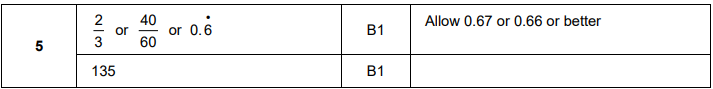 5
2/3 or 40/60 or 0.6̇ B1 Allow 0.67 or 0.66 or better
135 B1